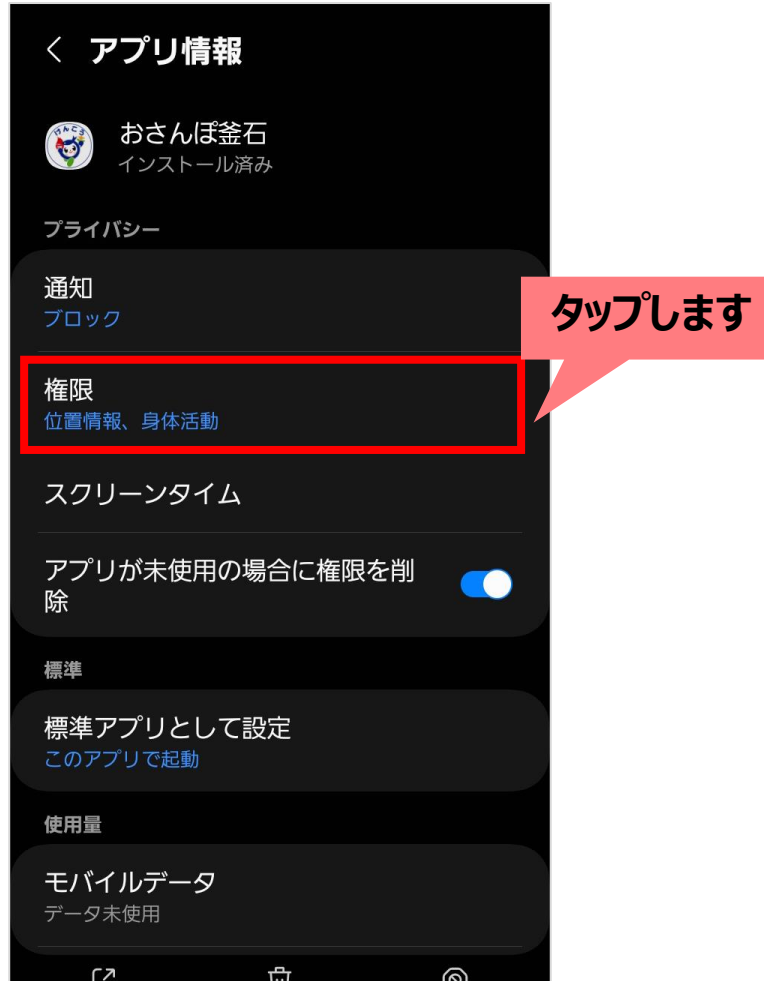 アプリ情報
けんころ
おさんぽ釜石
インストール済み
プライバシー
通知
ブロック
タップします
権限
位置情報、身体活動
スクリーンタイム
アプリが未使用の場合に権限を削
除
標準
標準アプリとして設定
このアプリで起動
使用量
モバイルデータ
データ未使用